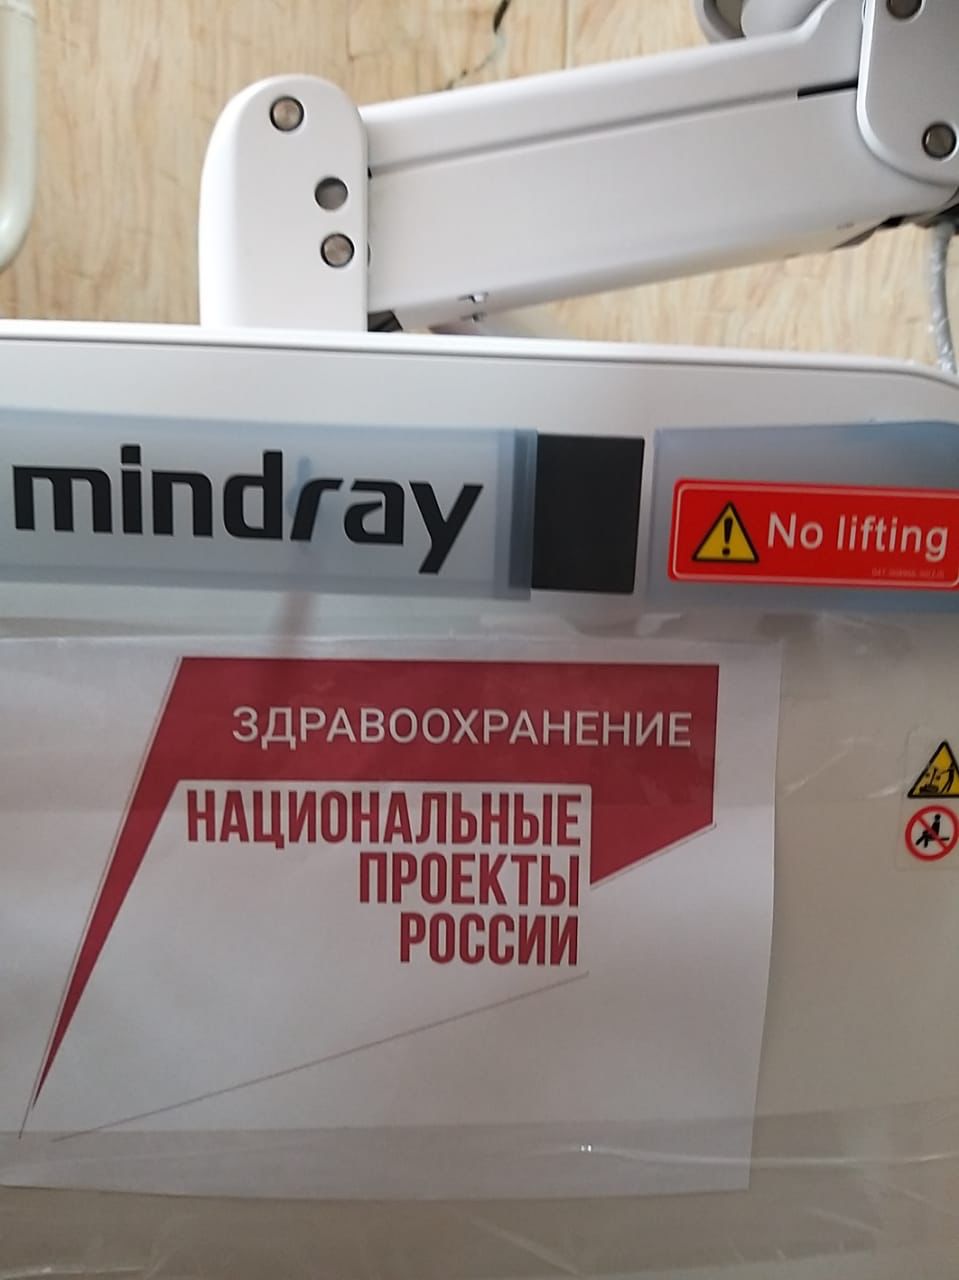 mindray
No lifting
ЗДРАВООХРАНЕНИЕ
НАЦИОНАЛЬНЫЕ
ПРОЕКТЫ
РОССИИ